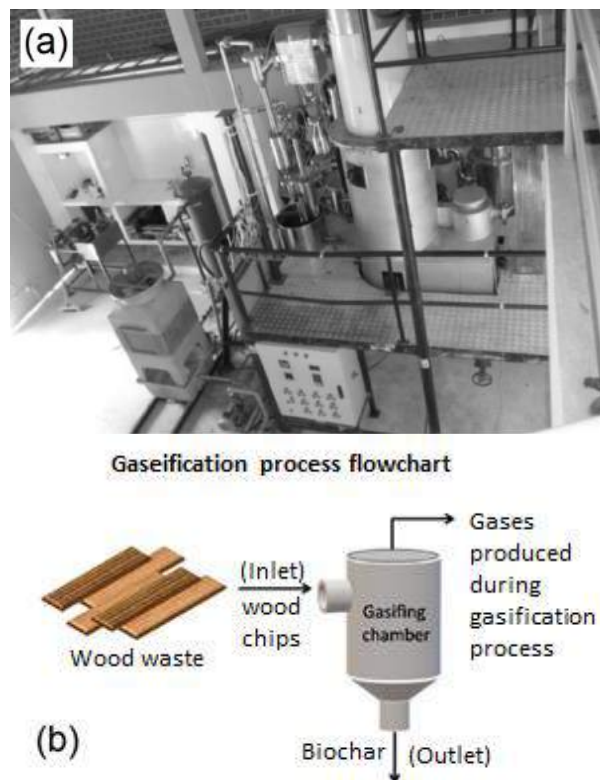 (a)
Gaseification process flowchart
(Inlet)
wood
chips
Wood waste
Gasifing
chamber
Gases
produced
during
gasification
process
Biochar
(Outlet)
(b)